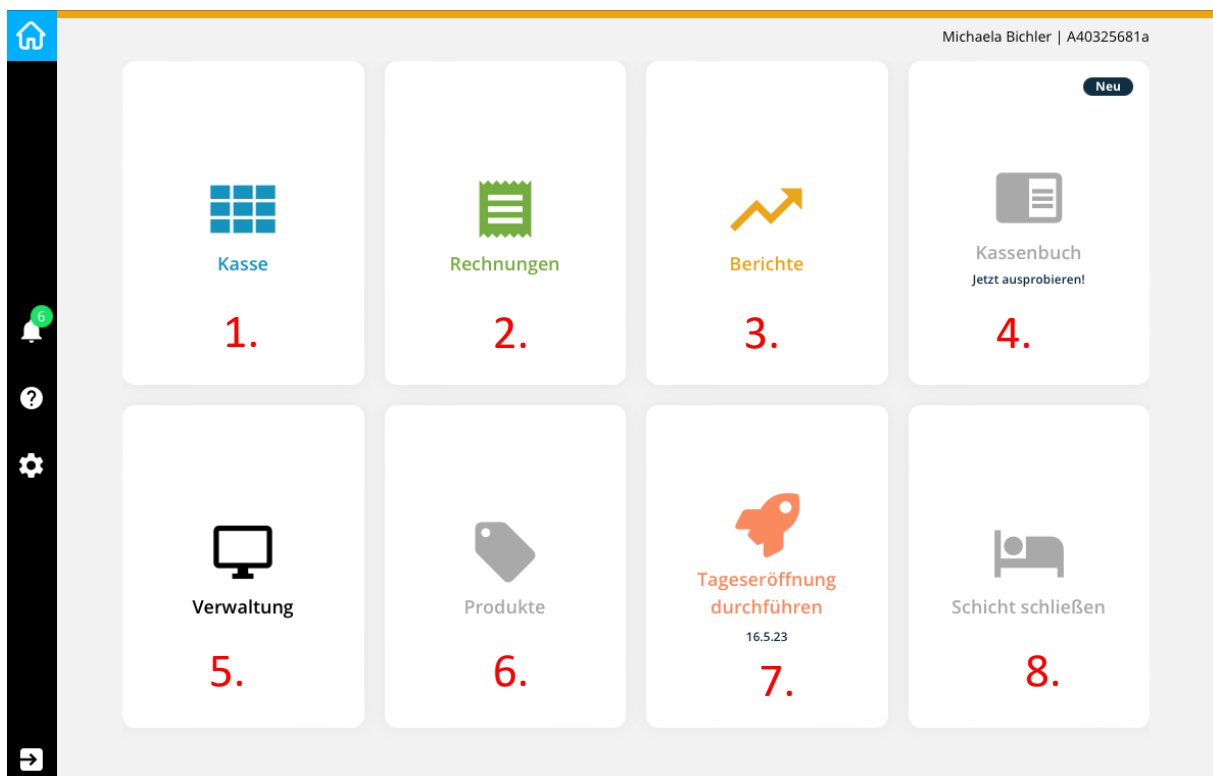 Michaela Bichler | A40325681a
Neu
Kasse
Rechnungen
Berichte
Kassenbuch
Jetzt ausprobieren!
1.
2.
3.
4.
6
?
Verwaltung
Produkte
Tageseröffnung
durchführen
16.5.23
Schicht schließen
5.
6.
7.
8.